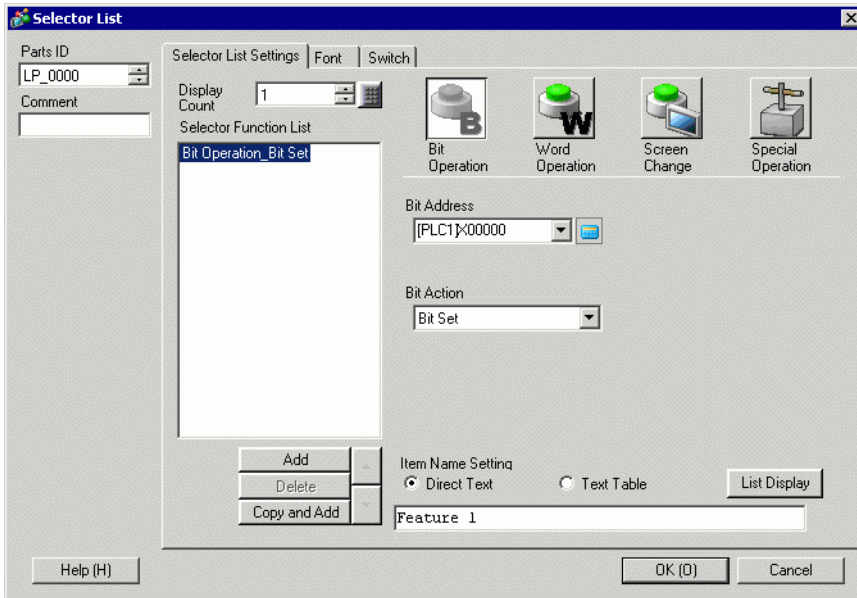 Selector List
Parts ID
LP_0000
Comment
Selector List Settings
Font
Switch
Display
Count
1
Selector Function List
Bit Operation_Bit Set
B
Bit
Operation
W
Word
Operation
Screen
Change
Special
Operation
Bit Address
[PLC1]X00000
Bit Action
Bit Set
Add
Delete
Copy and Add
Item Name Setting
Direct Text
Text Table
List Display
Feature 1
Help (H)
OK (O)
Cancel